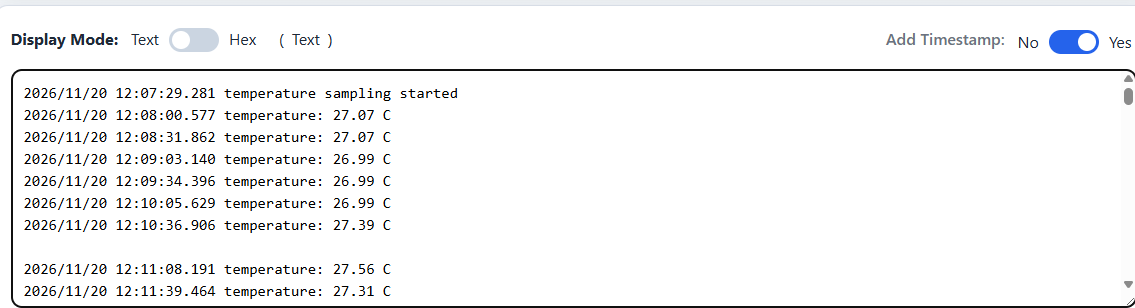 Display Mode: Text Hex ( Text ) Add Timestamp: No Yes
2026/11/20 12:07:29.281 temperature sampling started
2026/11/20 12:08:00.577 temperature: 27.07 C
2026/11/20 12:08:31.862 temperature: 27.07 C
2026/11/20 12:09:03.140 temperature: 26.99 C
2026/11/20 12:09:34.396 temperature: 26.99 C
2026/11/20 12:10:05.629 temperature: 26.99 C
2026/11/20 12:10:36.906 temperature: 27.39 C
2026/11/20 12:11:08.191 temperature: 27.56 C
2026/11/20 12:11:39.464 temperature: 27.31 C